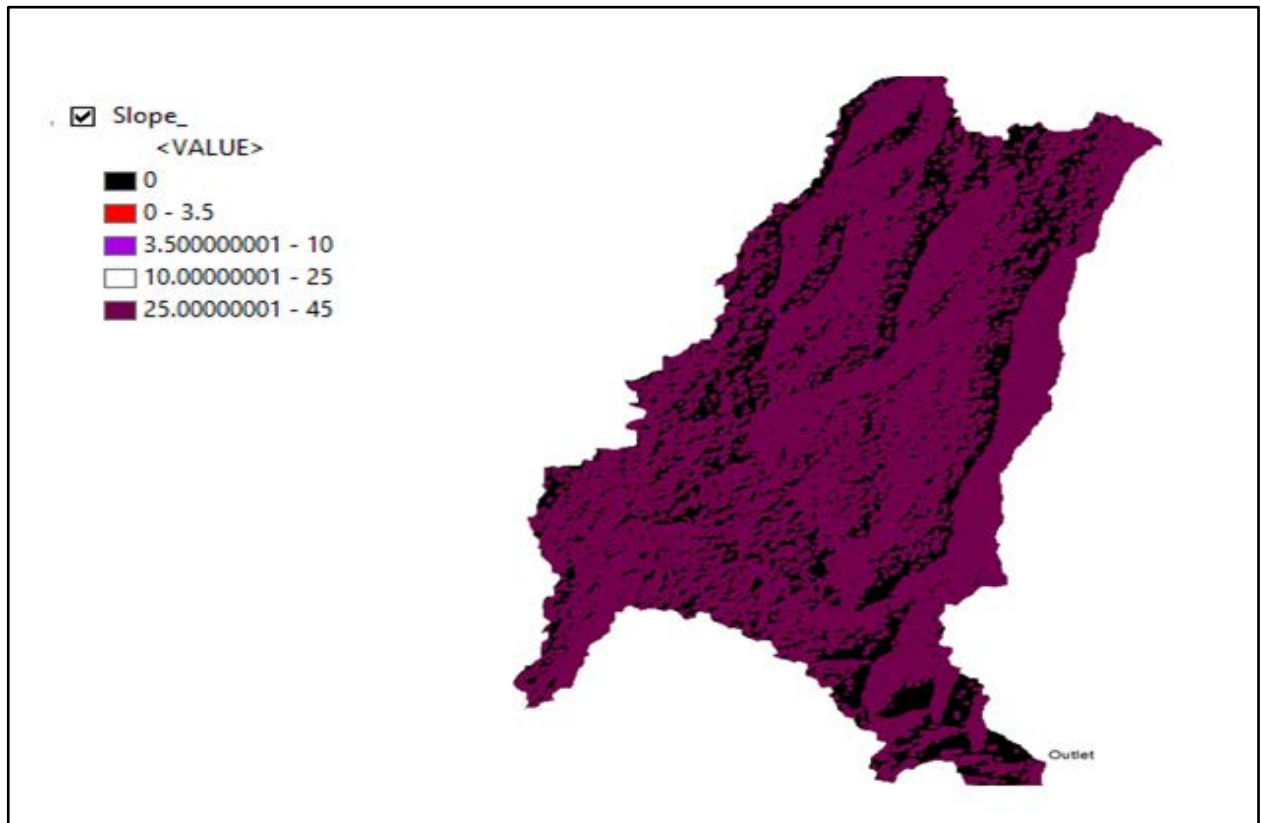 Slope_
<VALUE>
0
0 - 3.5
3.500000001 - 10
10.00000001 - 25
25.00000001 - 45
Outlet